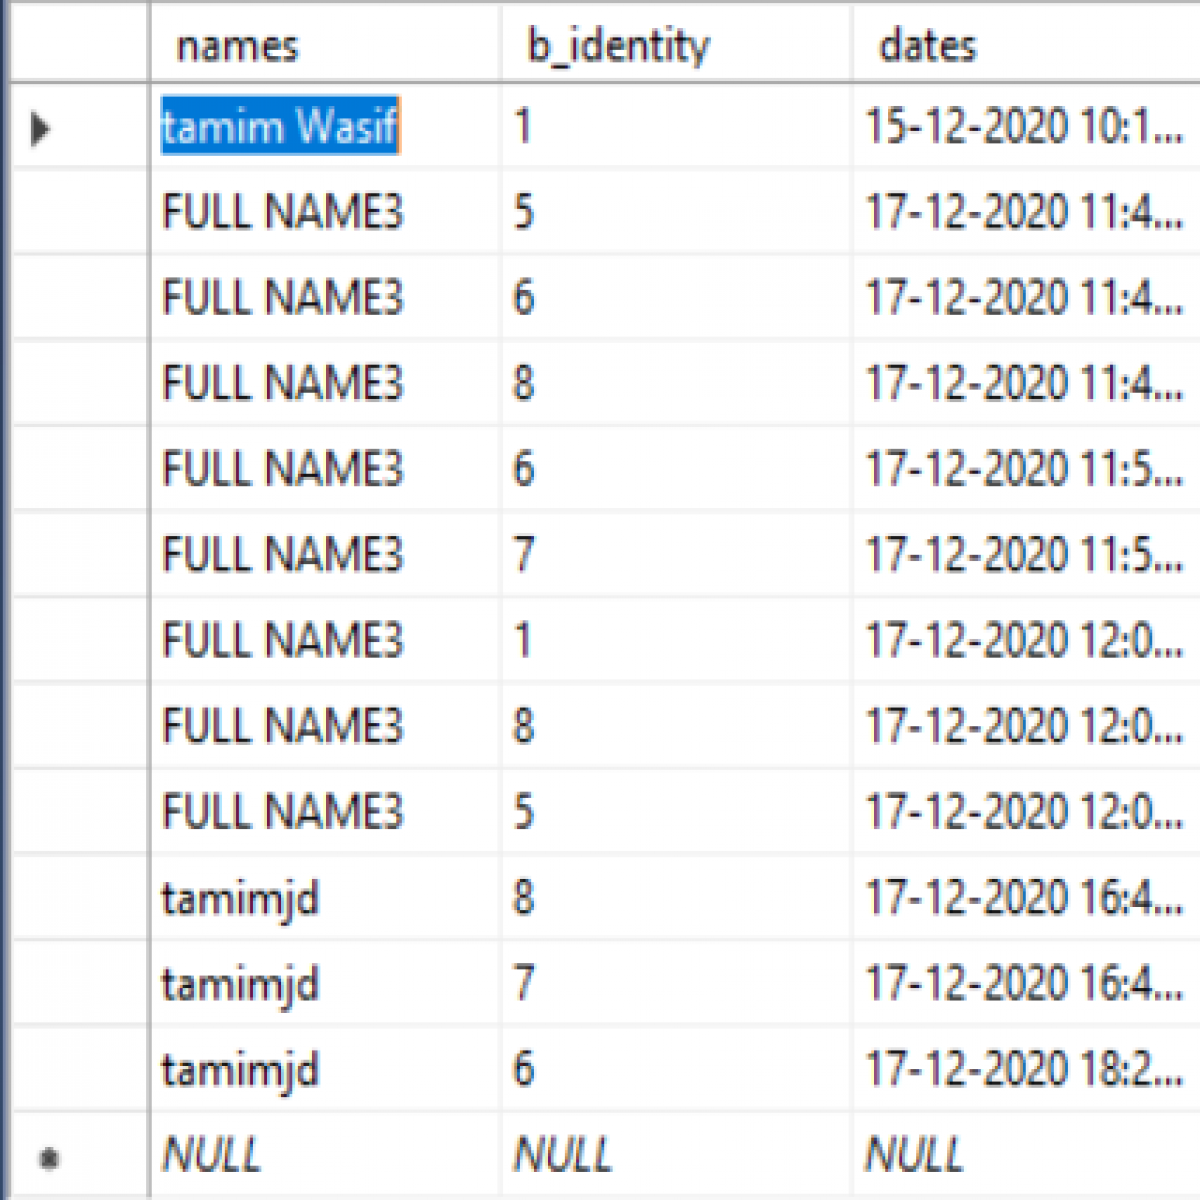 names b_identity dates
tamim Wasif 1 15-12-2020 10:1...
FULL NAME3 5 17-12-2020 11:4...
FULL NAME3 6 17-12-2020 11:4...
FULL NAME3 8 17-12-2020 11:4...
FULL NAME3 6 17-12-2020 11:5...
FULL NAME3 7 17-12-2020 11:5...
FULL NAME3 1 17-12-2020 12:0...
FULL NAME3 8 17-12-2020 12:0...
FULL NAME3 5 17-12-2020 12:0...
tamimjd 8 17-12-2020 16:4...
tamimjd 7 17-12-2020 16:4...
tamimjd 6 17-12-2020 18:2...
NULL NULL NULL